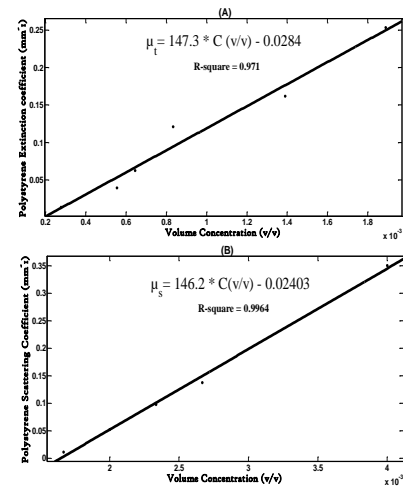 (A)
μt = 147.3 * C (v/v) - 0.0284
R-square = 0.971
Polystyrene Extinction coefficient (mm-1)
0.25
0.2
0.15
0.1
0.05
0.2 0.4 0.6 0.8 1 1.2 1.4 1.6 1.8
x 10-3
Volume Concentration (v/v)
(B)
μs = 146.2 * C(v/v) - 0.02403
R-square = 0.9964
Polystyrene Scattering Coefficient (mm-1)
0.35
0.3
0.25
0.2
0.15
0.1
0.05
0
2 2.5 3 3.5 4
x 10-3
Volume Concentration (v/v)